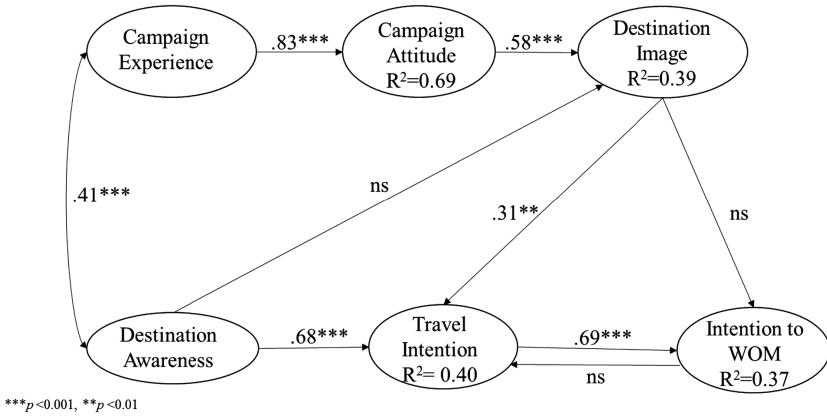 Campaign
Experience
.83***
Campaign
Attitude
R²=0.69
.58***
Destination
Image
R²=0.39
.41***
ns
.31**
ns
Destination
Awareness
.68***
Travel
Intention
R²= 0.40
.69***
ns
Intention to
WOM
R²=0.37
***p<0.001, **p<0.01